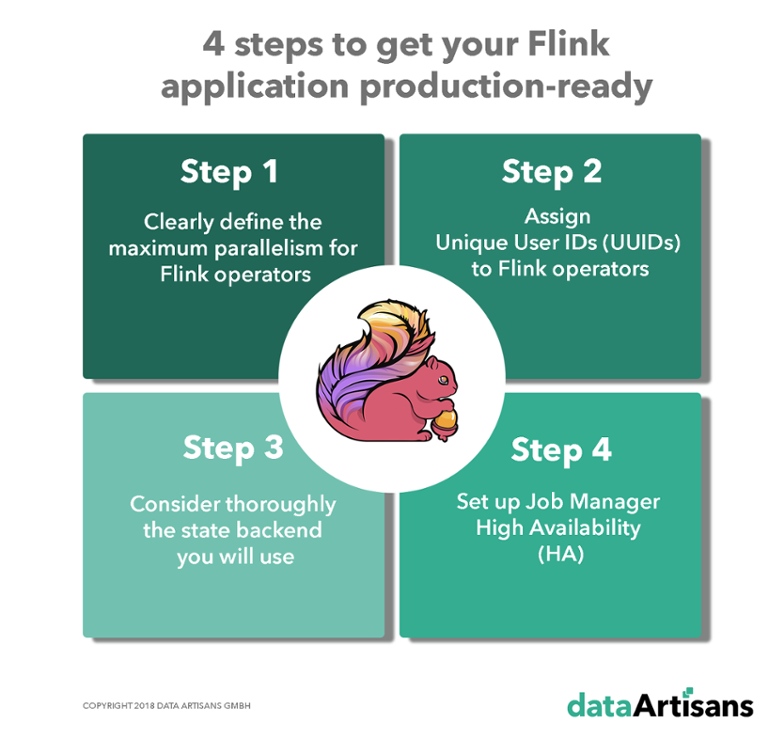 4 steps to get your Flink
application production-ready
Step 1
Clearly define the
maximum parallelism for
Flink operators
Step 2
Assign
Unique User IDs (UUIDs)
to Flink operators
Step 3
Consider thoroughly
the state backend
you will use
Step 4
Set up Job Manager
High Availability
(HA)
COPYRIGHT 2018 DATA ARTISANS GMBH
dataArtisans